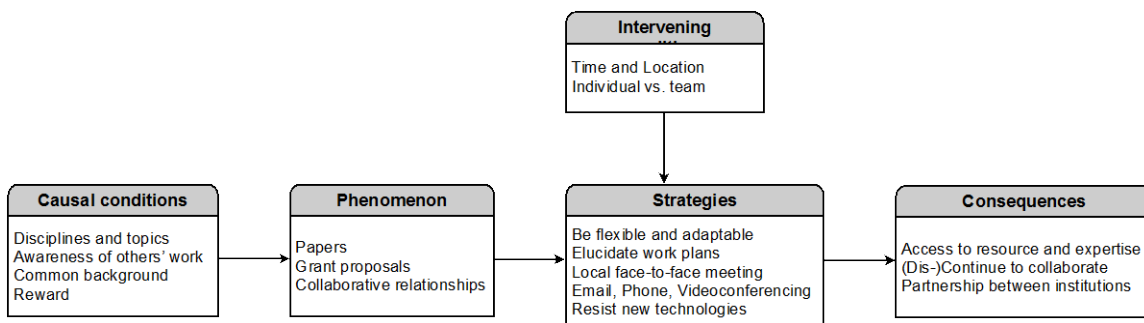 Intervening
Time and Location
Individual vs. team
Causal conditions
Disciplines and topics
Awareness of others' work
Common background
Reward
Phenomenon
Papers
Grant proposals
Collaborative relationships
Strategies
Be flexible and adaptable
Elucidate work plans
Local face-to-face meeting
Email, Phone, Videoconferencing
Resist new technologies
Consequences
Access to resource and expertise
(Dis-)Continue to collaborate
Partnership between institutions